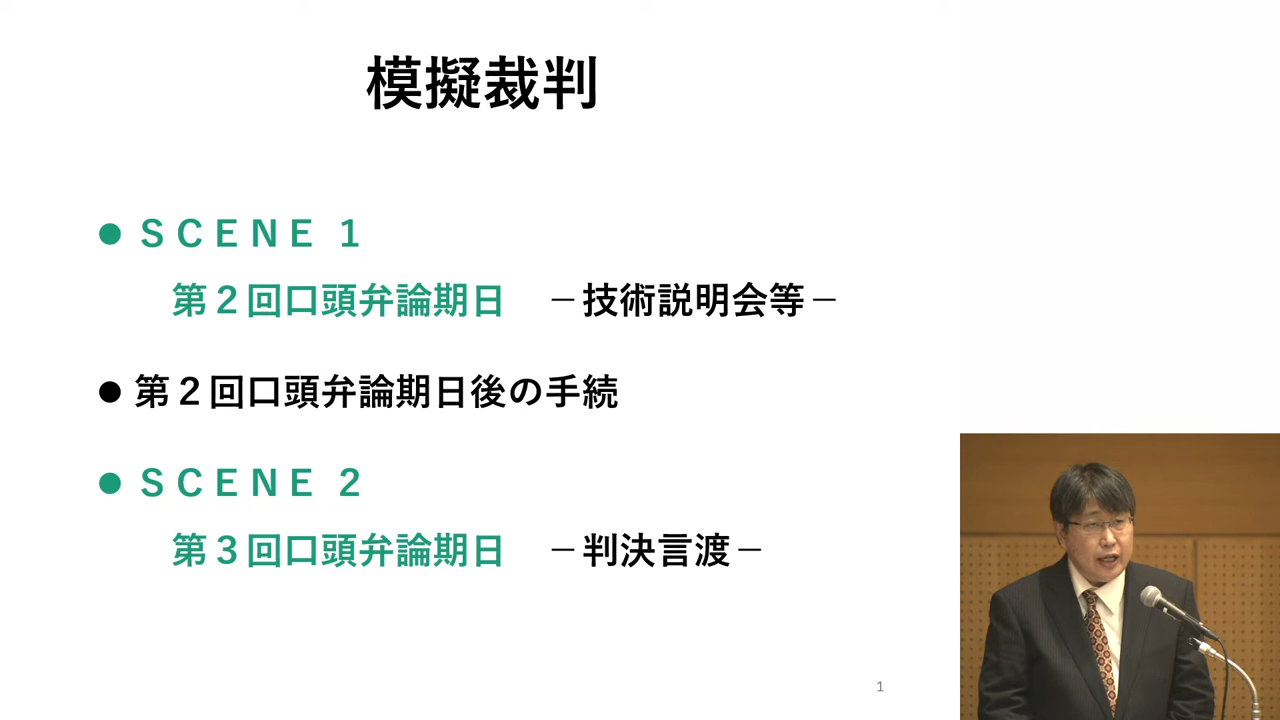 模擬裁判
● ＳＣＥＮＥ １
第２回口頭弁論期日　－技術説明会等－
● 第２回口頭弁論期日後の手続
● ＳＣＥＮＥ ２
第３回口頭弁論期日　－判決言渡－
1